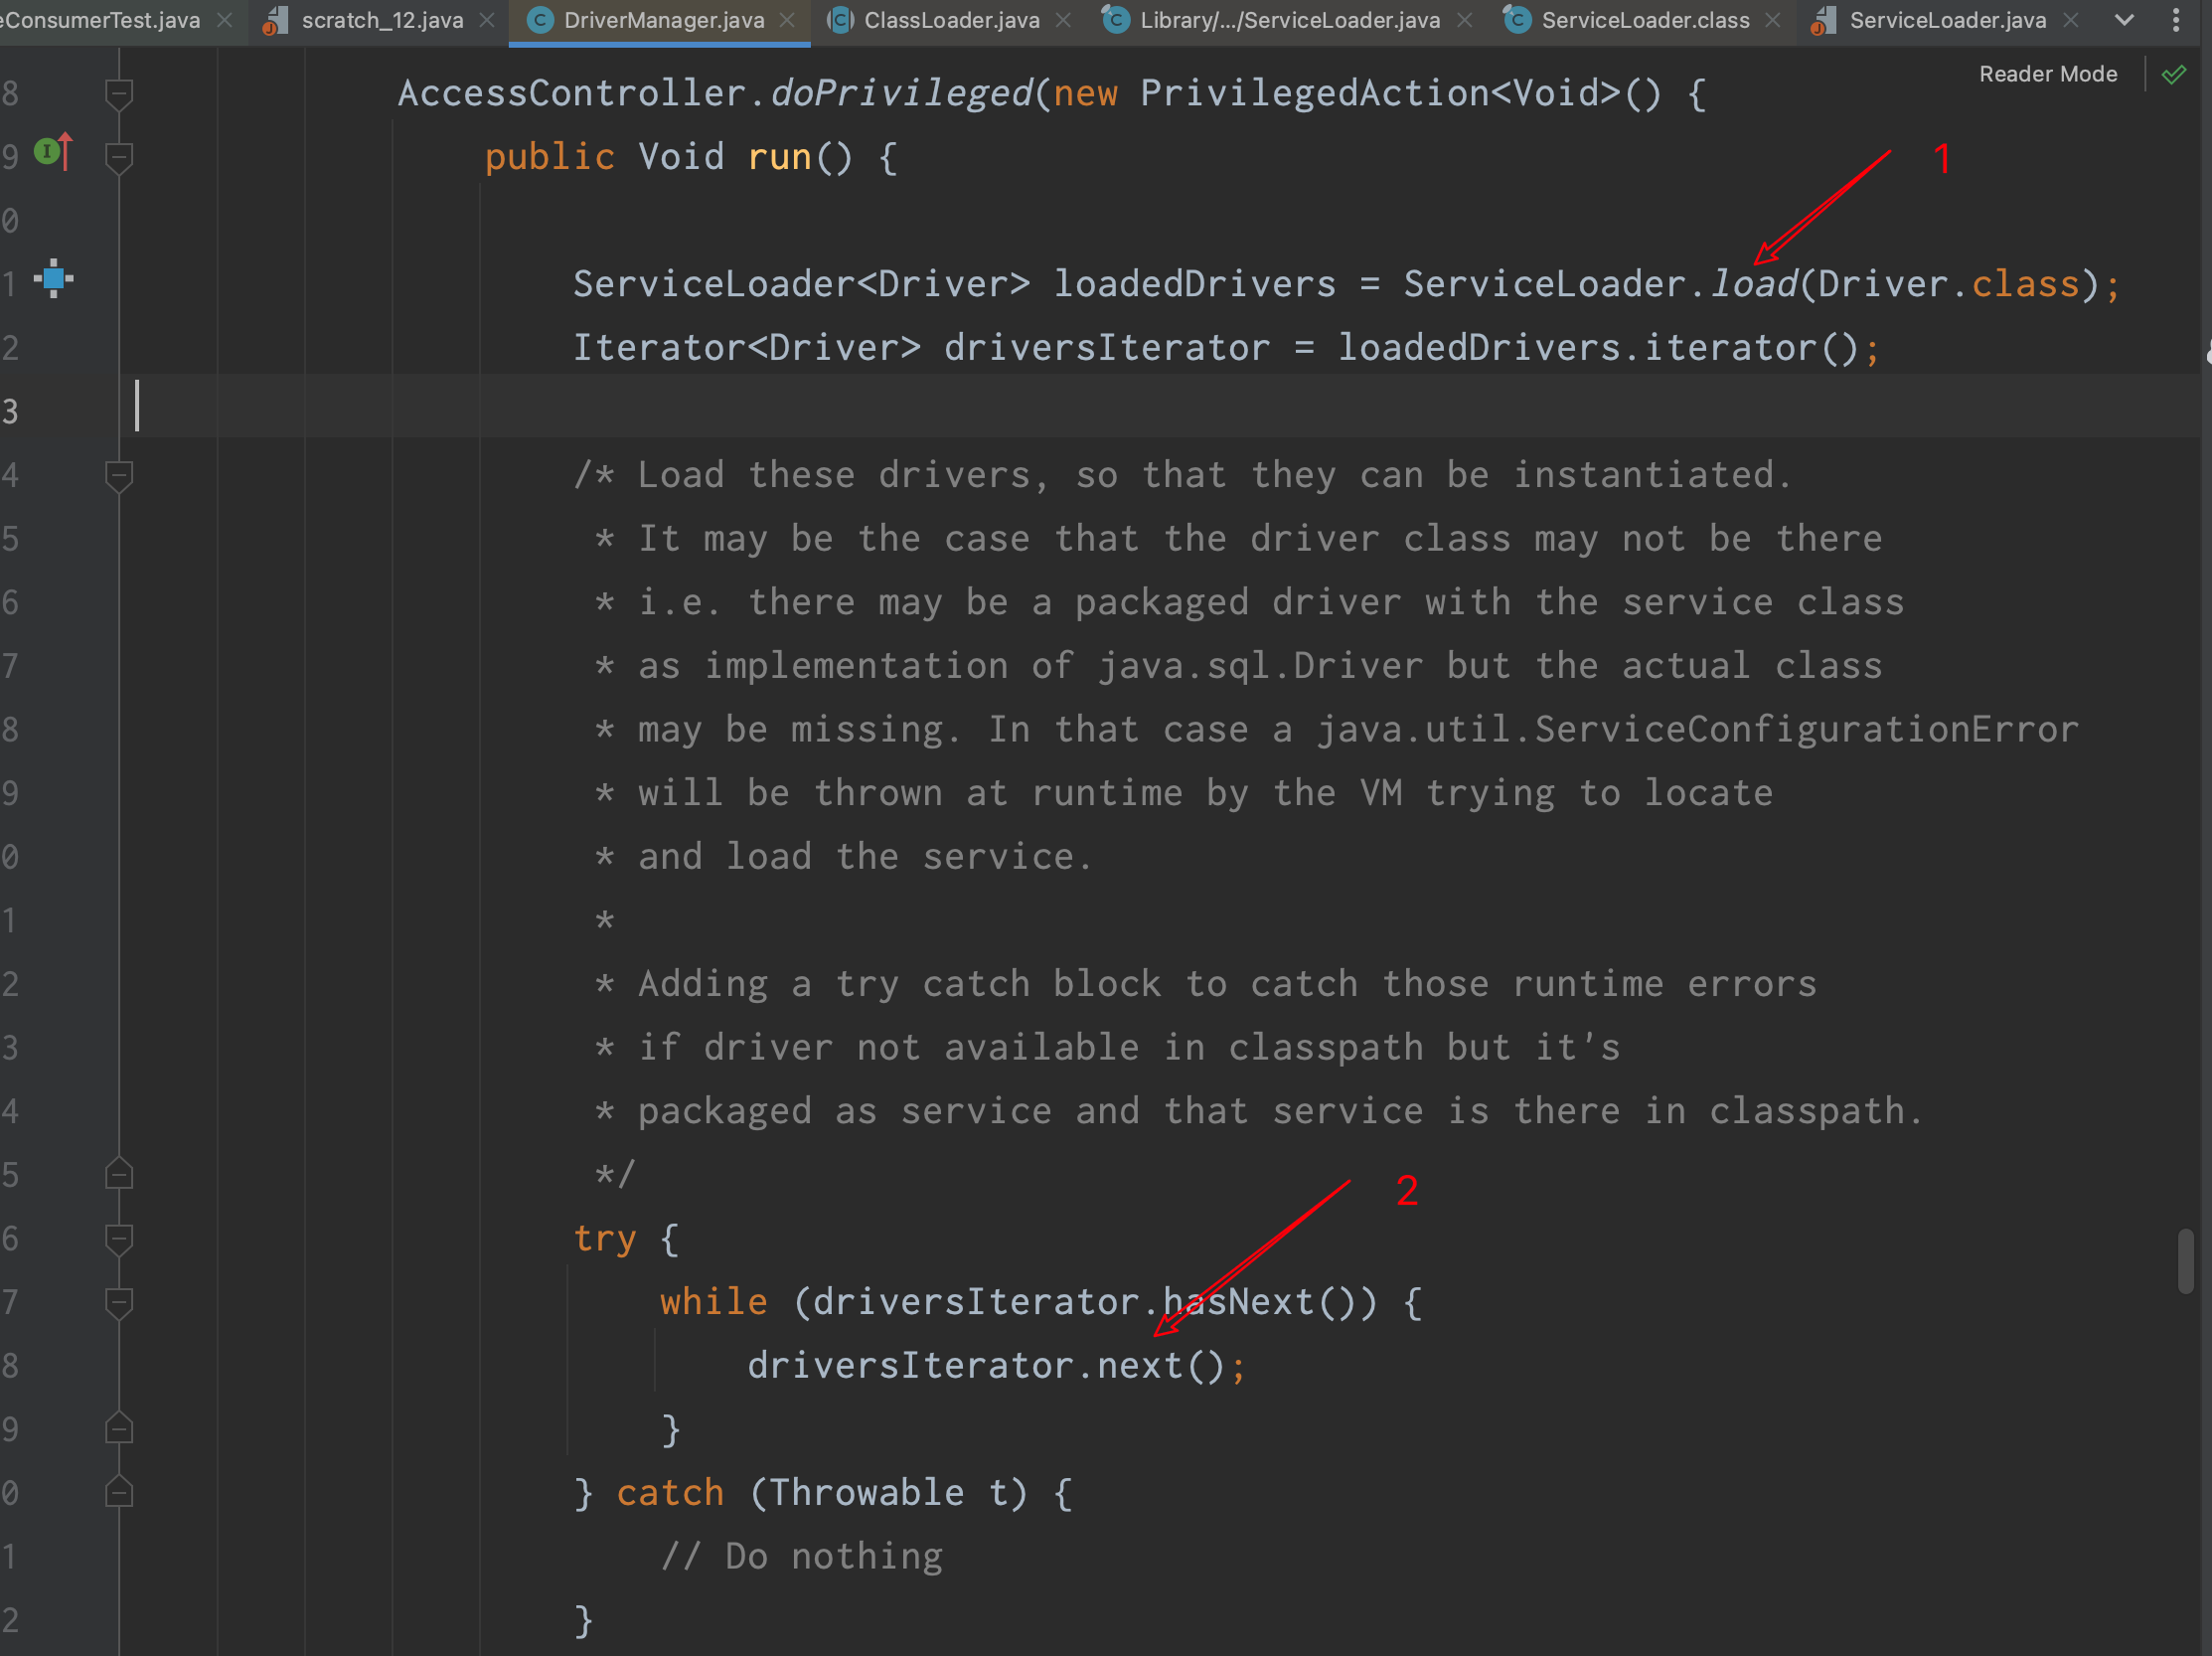 eConsumerTest.java scratch_12.java DriverManager.java ClassLoader.java Library/.../ServiceLoader.java ServiceLoader.class ServiceLoader.java
Reader Mode
8 AccessController.doPrivileged(new PrivilegedAction<Void>() {
9 public Void run() {
1
0
1 ServiceLoader<Driver> loadedDrivers = ServiceLoader.load(Driver.class);
2 Iterator<Driver> driversIterator = loadedDrivers.iterator();
3
4 /* Load these drivers, so that they can be instantiated.
5 * It may be the case that the driver class may not be there
6 * i.e. there may be a packaged driver with the service class
7 * as implementation of java.sql.Driver but the actual class
8 * may be missing. In that case a java.util.ServiceConfigurationError
9 * will be thrown at runtime by the VM trying to locate
0 * and load the service.
1 *
2 * Adding a try catch block to catch those runtime errors
3 * if driver not available in classpath but it's
4 * packaged as service and that service is there in classpath.
5 */
2
6 try {
7 while (driversIterator.hasNext()) {
8 driversIterator.next();
9 }
0 } catch (Throwable t) {
1 // Do nothing
2 }